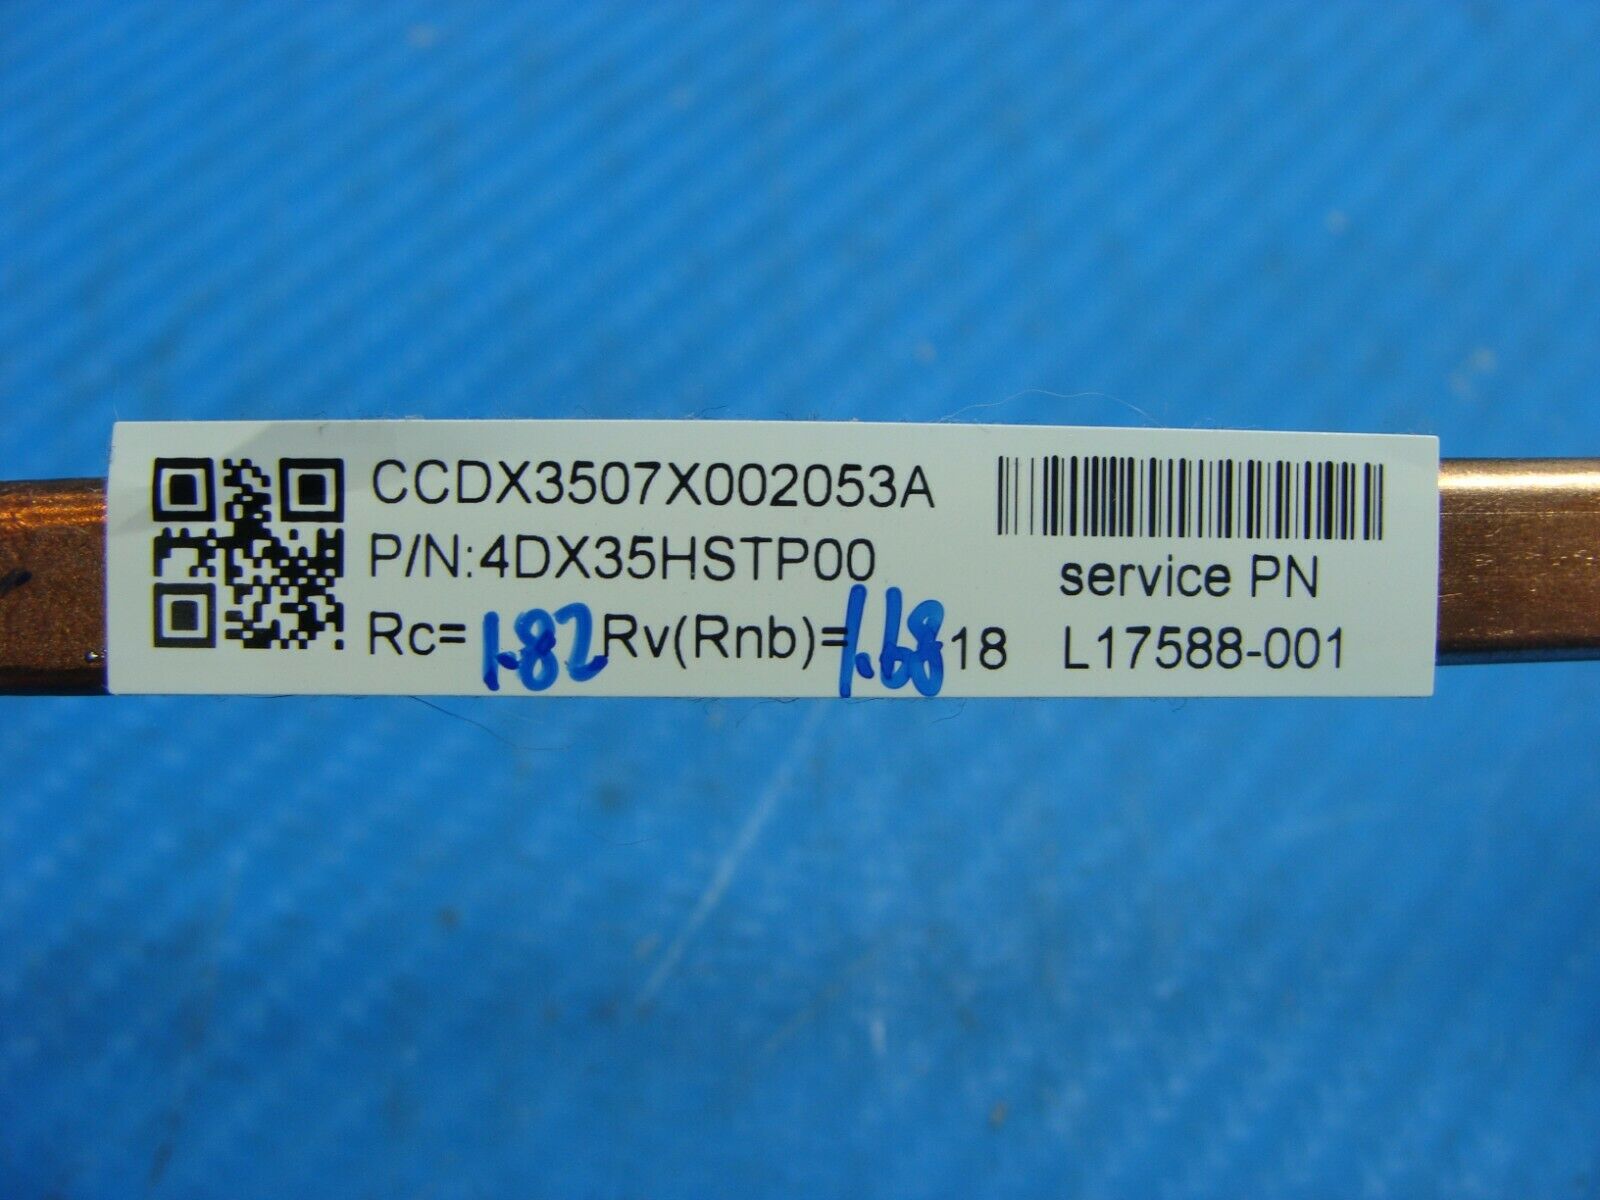 CCDX3507X002053A
P/N:4DX35HSTP00
Rc=1.82 Rv(Rnb)=1.68 18
service PN
L17588-001